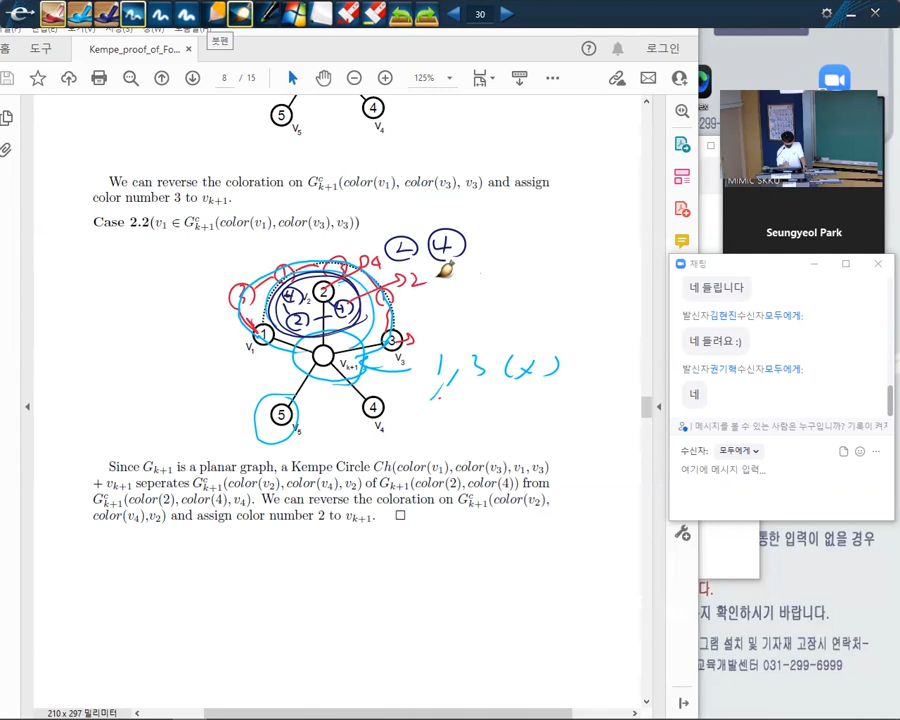 30
붓펜
홈 도구
Kempe_proof_of_Fo... ×
로그인
8 / 15
125%
5
V5
4
V4
We can reverse the coloration on G^c_{k+1}(color(v1), color(v3), v3) and assign
color number 3 to v_{k+1}.
Case 2.2(v1 ∈ G^c_{k+1}(color(v1), color(v3), v3))
4
4
2
2
4
4
2
V2
1
V1
3
V3
V_{k+1}
1, 3 (x)
5
V5
4
V4
Since G_{k+1} is a planar graph, a Kempe Circle Ch(color(v1), color(v3), v1, v3)
+ v_{k+1} seperates G^c_{k+1}(color(v2), color(v4), v2) of G_{k+1}(color(2), color(4)) from
G^c_{k+1}(color(2), color(4), v4). We can reverse the coloration on G^c_{k+1}(color(v2),
color(v4),v2) and assign color number 2 to v_{k+1}. □
210 x 297 밀리미터
MIMIC SKKU
Seungyeol Park
채팅
네 들립니다
발신자김현진수신자모두에게:
네 들려요 :)
발신자권기혁수신자모두에게:
네
메시지를 볼 수 있는 사람은 누구입니까? 기록이 켜져
수신자: 모두에게
여기에 메시지 입력...
-299-
통한 입력이 없을 경우
다.
확인하시기 바랍니다.
그램 설치 및 기자재 고장시 연락처-
교육개발센터 031-299-6999